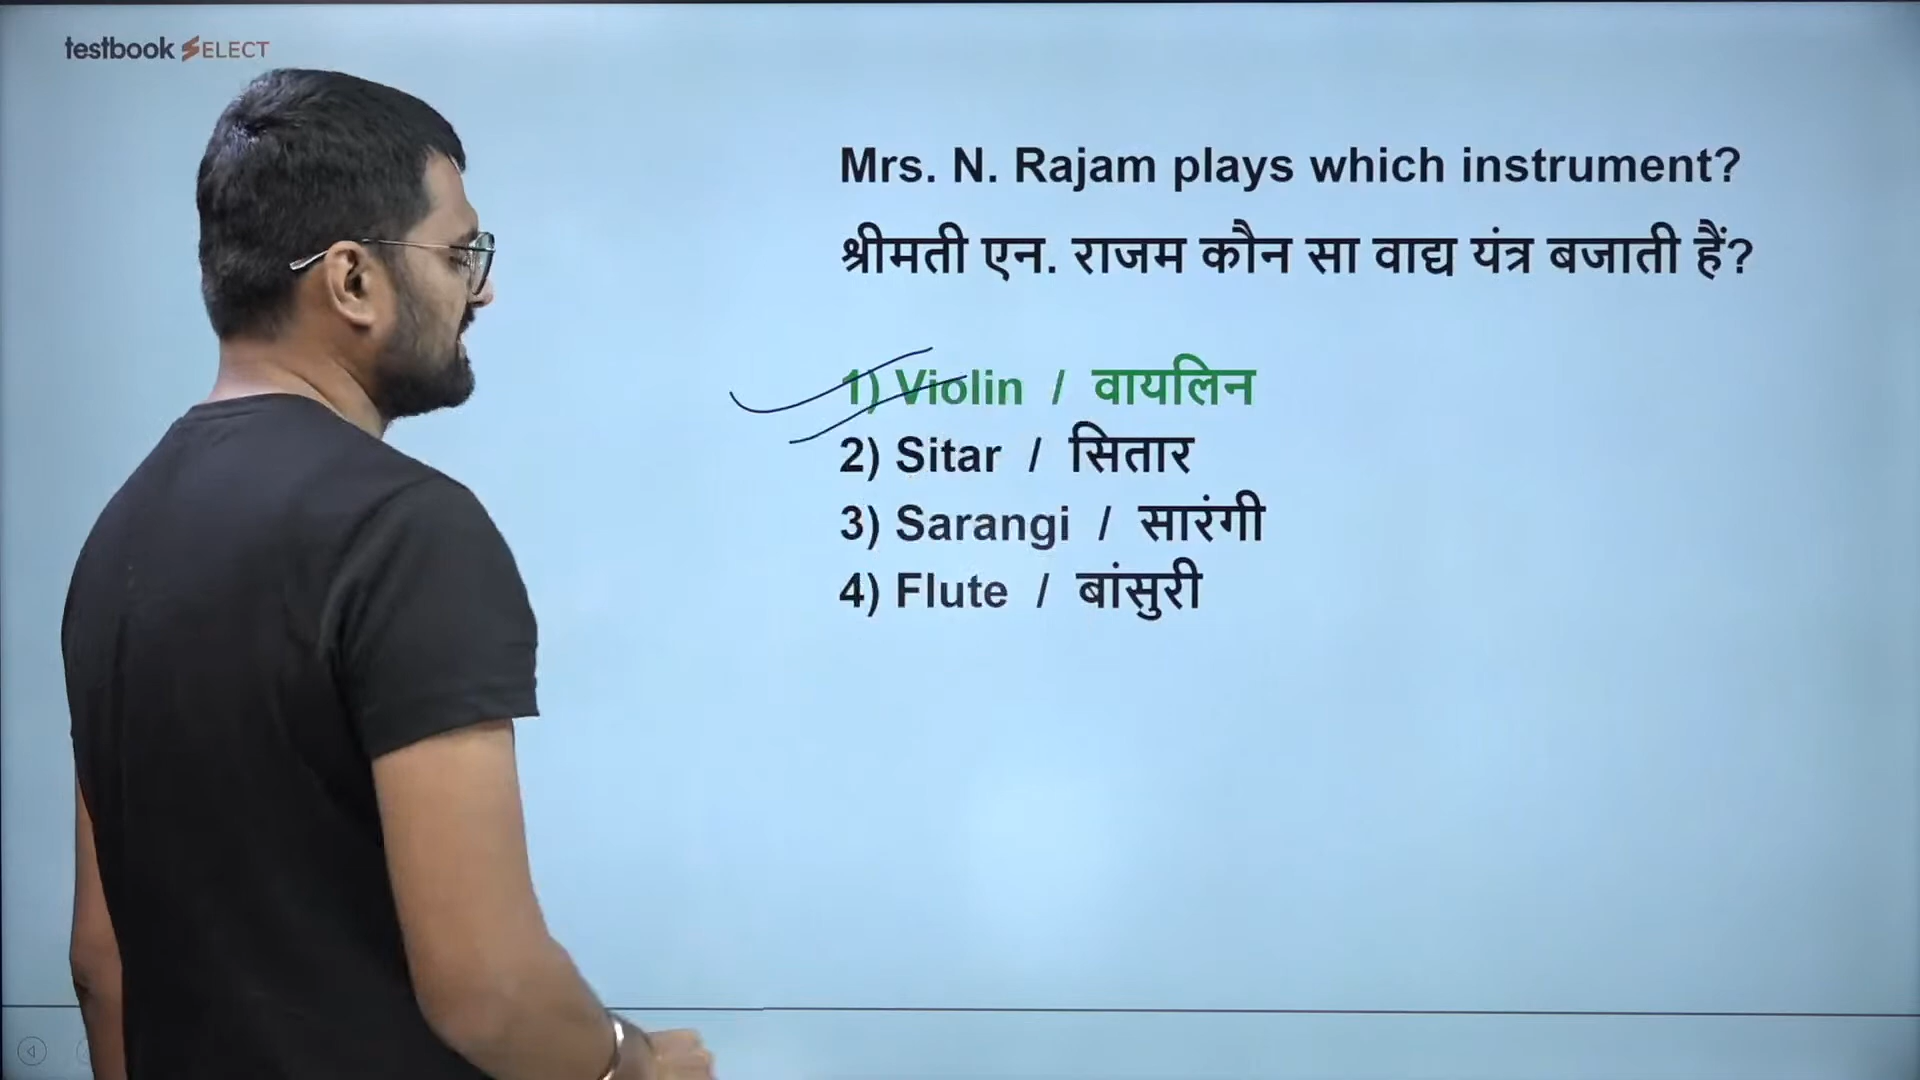 testbook SELECT
Mrs. N. Rajam plays which instrument?
श्रीमती एन. राजम कौन सा वाद्य यंत्र बजाती हैं?
1) Violin / वायलिन
2) Sitar / सितार
3) Sarangi / सारंगी
4) Flute / बांसुरी